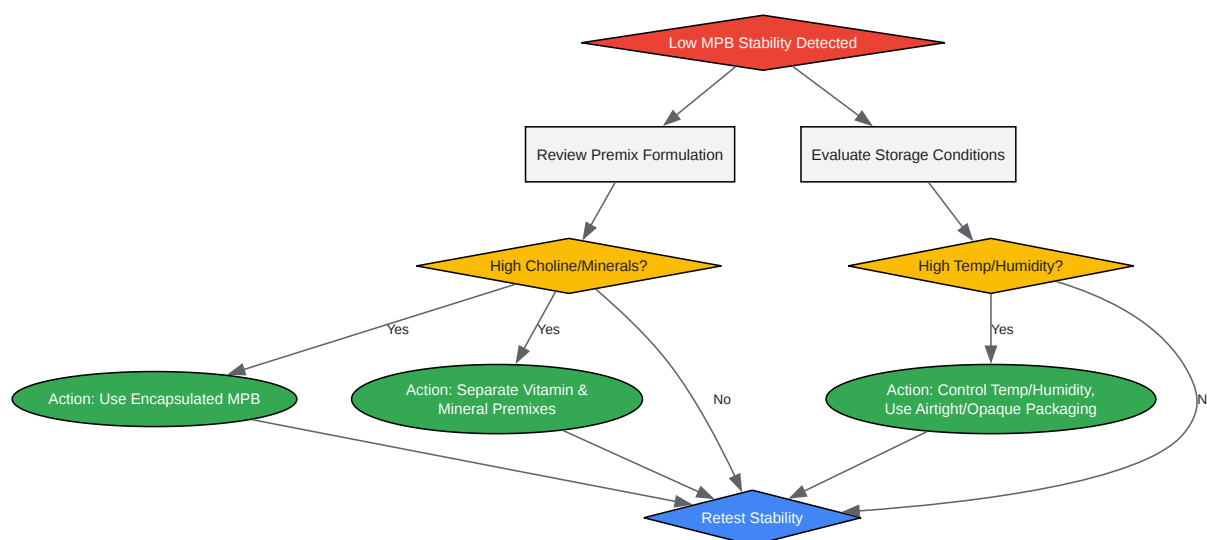 Low MPB Stability Detected
Review Premix Formulation
Evaluate Storage Conditions
High Choline/Minerals?
High Temp/Humidity?
Yes
Yes
Yes
Action: Use Encapsulated MPB
Action: Separate Vitamin &
Mineral Premixes
No
Action: Control Temp/Humidity,
Use Airtight/Opaque Packaging
N
Retest Stability